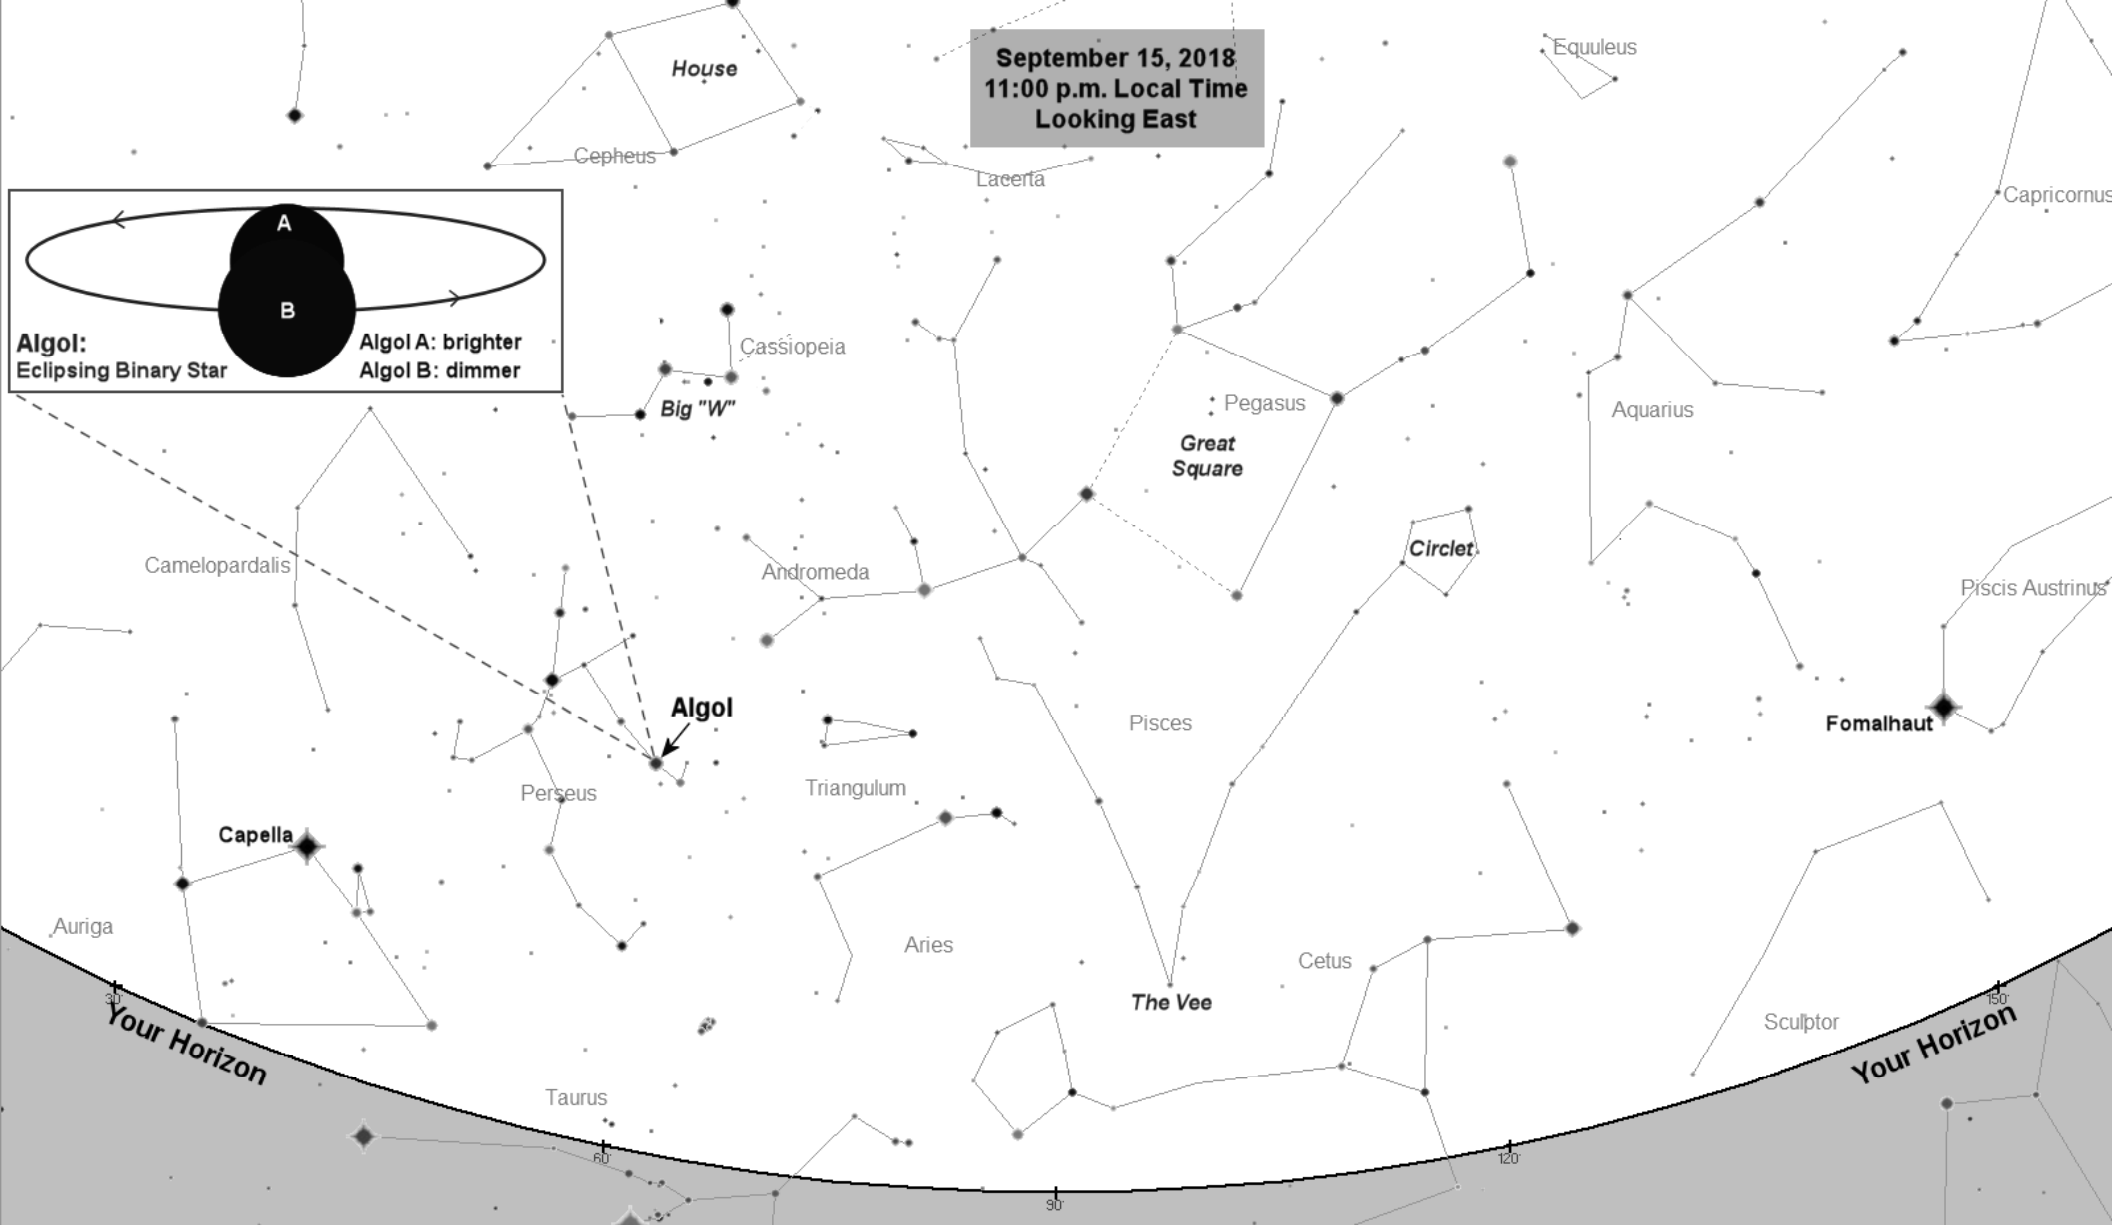 House
September 15, 2018
11:00 p.m. Local Time
Looking East
Equuleus
Cepheus
Lacerta
Capricornus
A
B
Algol:
Eclipsing Binary Star
Algol A: brighter
Algol B: dimmer
Cassiopeia
Big "W"
Pegasus
Great
Square
Aquarius
Circlet
Camelopardalis
Andromeda
Piscis Austrinus
Algol
Pisces
Fomalhaut
Triangulum
Perseus
Capella
Auriga
Aries
Cetus
The Vee
Sculptor
30°
Your Horizon
150°
Your Horizon
Taurus
60°
120°
90°